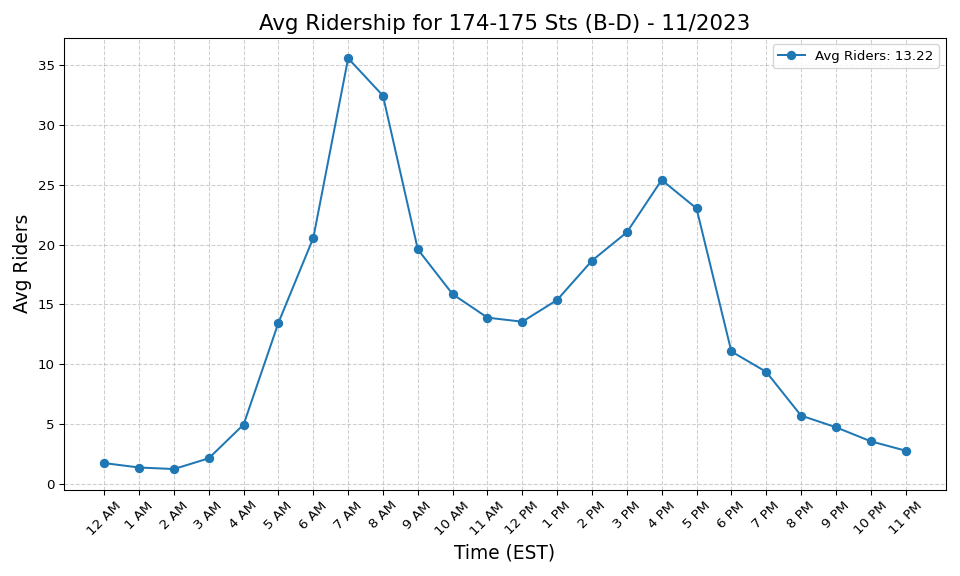 Avg Ridership for 174-175 Sts (B-D) - 11/2023
Avg Riders: 13.22
Avg Riders
35
30
25
20
15
10
5
0
12 AM
1 AM
2 AM
3 AM
4 AM
5 AM
6 AM
7 AM
8 AM
9 AM
10 AM
11 AM
12 PM
1 PM
2 PM
3 PM
4 PM
5 PM
6 PM
7 PM
8 PM
9 PM
10 PM
11 PM
Time (EST)